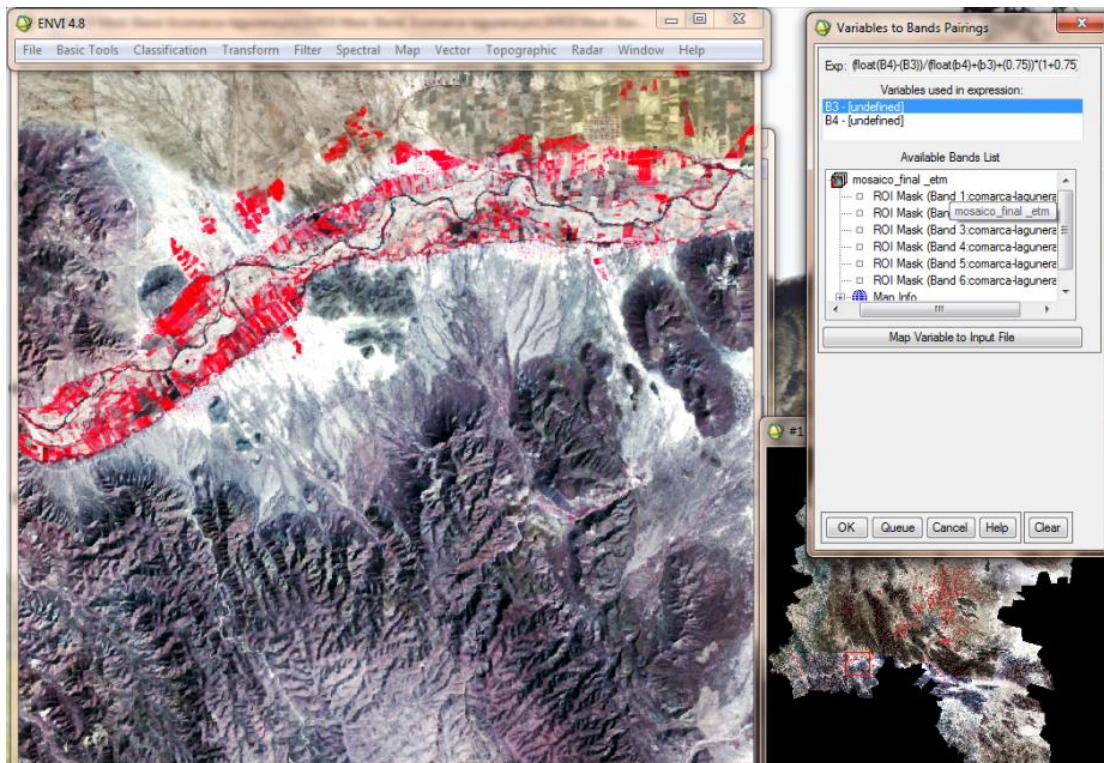 ENVI 4.8
File Basic Tools Classification Transform Filter Spectral Map Vector Topographic Radar Window Help
Variables to Bands Pairings
Exp: (float(B4)-(B3))/(float(b4)+(b3)+(0.75))*(1+0.75
Variables used in expression:
B3 - [undefined]
B4 - [undefined]
Available Bands List
mosaico_final _etm
ROI Mask (Band 1:comarca-lagunera
ROI Mask (Ban
mosaico_final _etm
ROI Mask (Band 3:comarca-lagunera
ROI Mask (Band 4:comarca-lagunera
ROI Mask (Band 5:comarca-lagunera
ROI Mask (Band 6:comarca-lagunera
Map Info
Map Variable to Input File
OK Queue Cancel Help Clear
#1